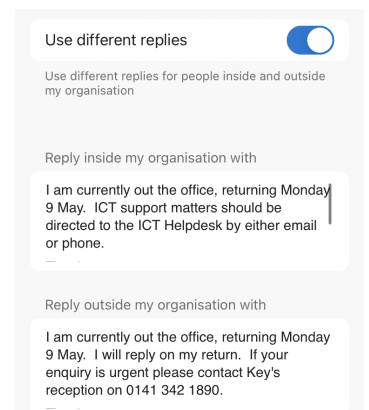 Use different replies
Use different replies for people inside and outside
my organisation
Reply inside my organisation with
I am currently out the office, returning Monday
9 May.  ICT support matters should be
directed to the ICT Helpdesk by either email
or phone.
Reply outside my organisation with
I am currently out the office, returning Monday
9 May.  I will reply on my return.  If your
enquiry is urgent please contact Key's
reception on 0141 342 1890.